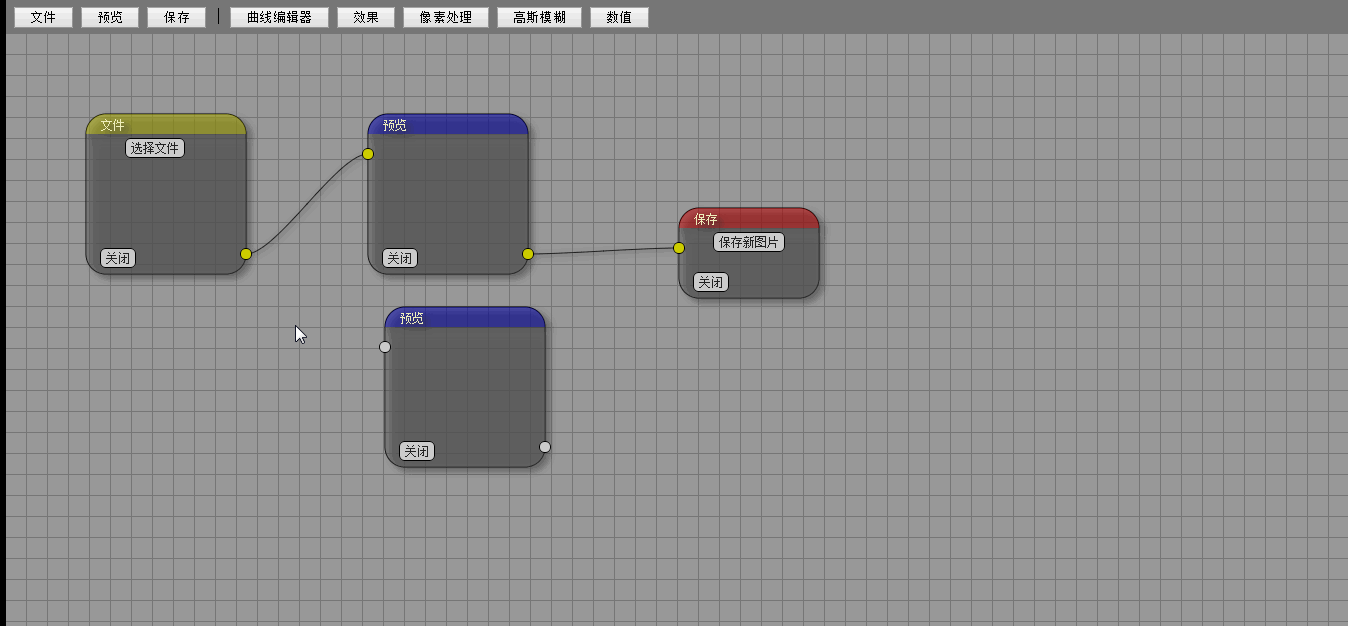 文件 预览 保存 曲线编辑器 效果 像素处理 高斯模糊 数值
文件
选择文件
关闭
预览
关闭
保存
保存新图片
关闭
预览
关闭